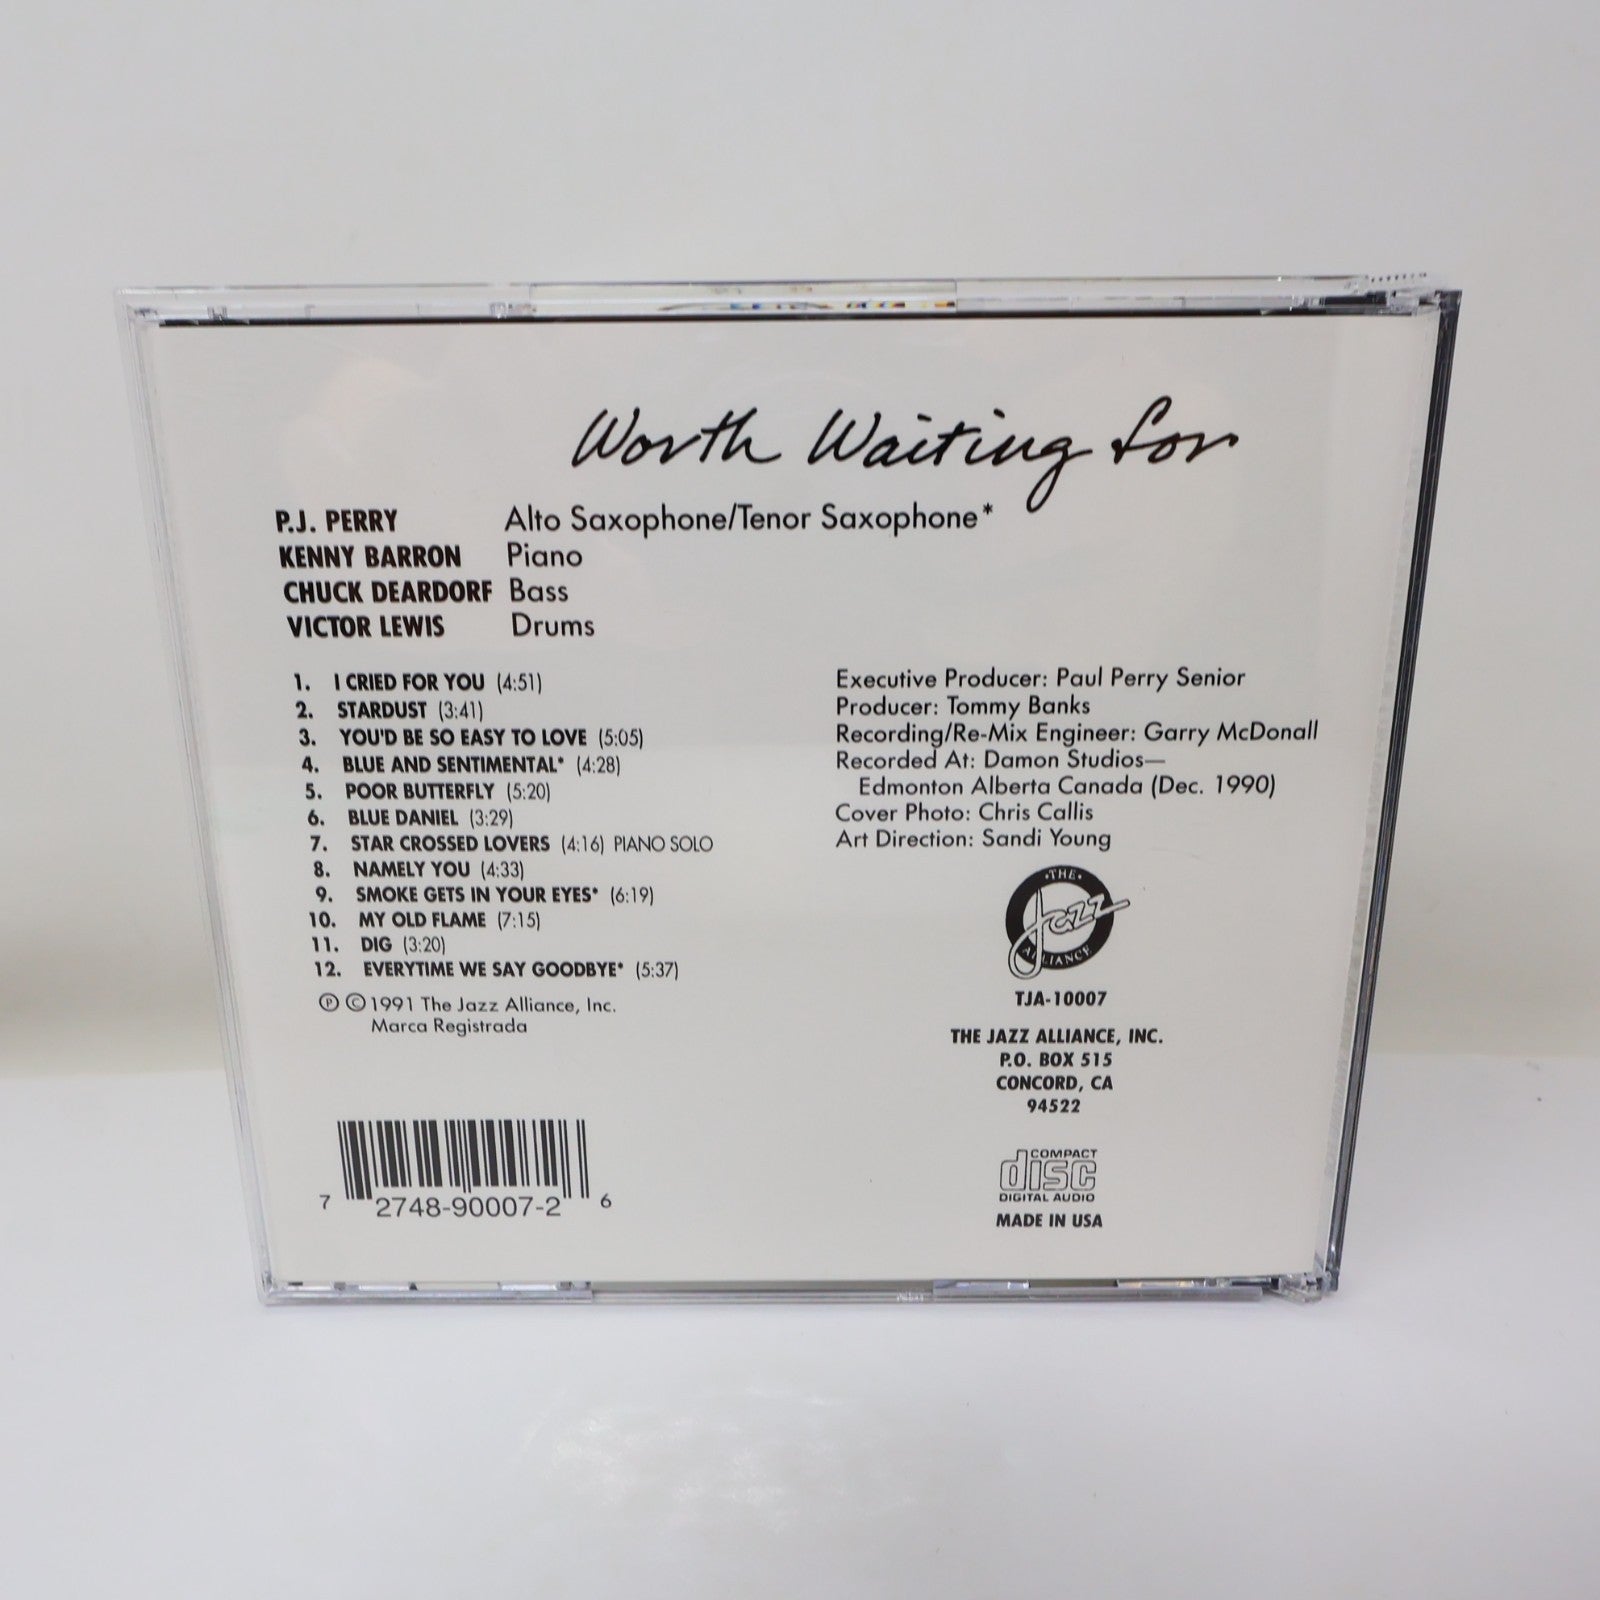 Worth Waiting for
P.J. PERRY Alto Saxophone/Tenor Saxophone*
KENNY BARRON Piano
CHUCK DEARDORF Bass
VICTOR LEWIS Drums
1. I CRIED FOR YOU (4:51)
2. STARDUST (3:41)
3. YOU'D BE SO EASY TO LOVE (5:05)
4. BLUE AND SENTIMENTAL* (4:28)
5. POOR BUTTERFLY (5:20)
6. BLUE DANIEL (3:29)
7. STAR CROSSED LOVERS (4:16) PIANO SOLO
8. NAMELY YOU (4:33)
9. SMOKE GETS IN YOUR EYES* (6:19)
10. MY OLD FLAME (7:15)
11. DIG (3:20)
12. EVERYTIME WE SAY GOODBYE* (5:37)
Ⓟ © 1991 The Jazz Alliance, Inc.
Marca Registrada
7 2748-90007-2 6
Executive Producer: Paul Perry Senior
Producer: Tommy Banks
Recording/Re-Mix Engineer: Garry McDonall
Recorded At: Damon Studios—
Edmonton Alberta Canada (Dec. 1990)
Cover Photo: Chris Callis
Art Direction: Sandi Young
•THE•
Jazz
ALLIANCE
TJA-10007
THE JAZZ ALLIANCE, INC.
P.O. BOX 515
CONCORD, CA
94522
COMPACT
disc
DIGITAL AUDIO
MADE IN USA